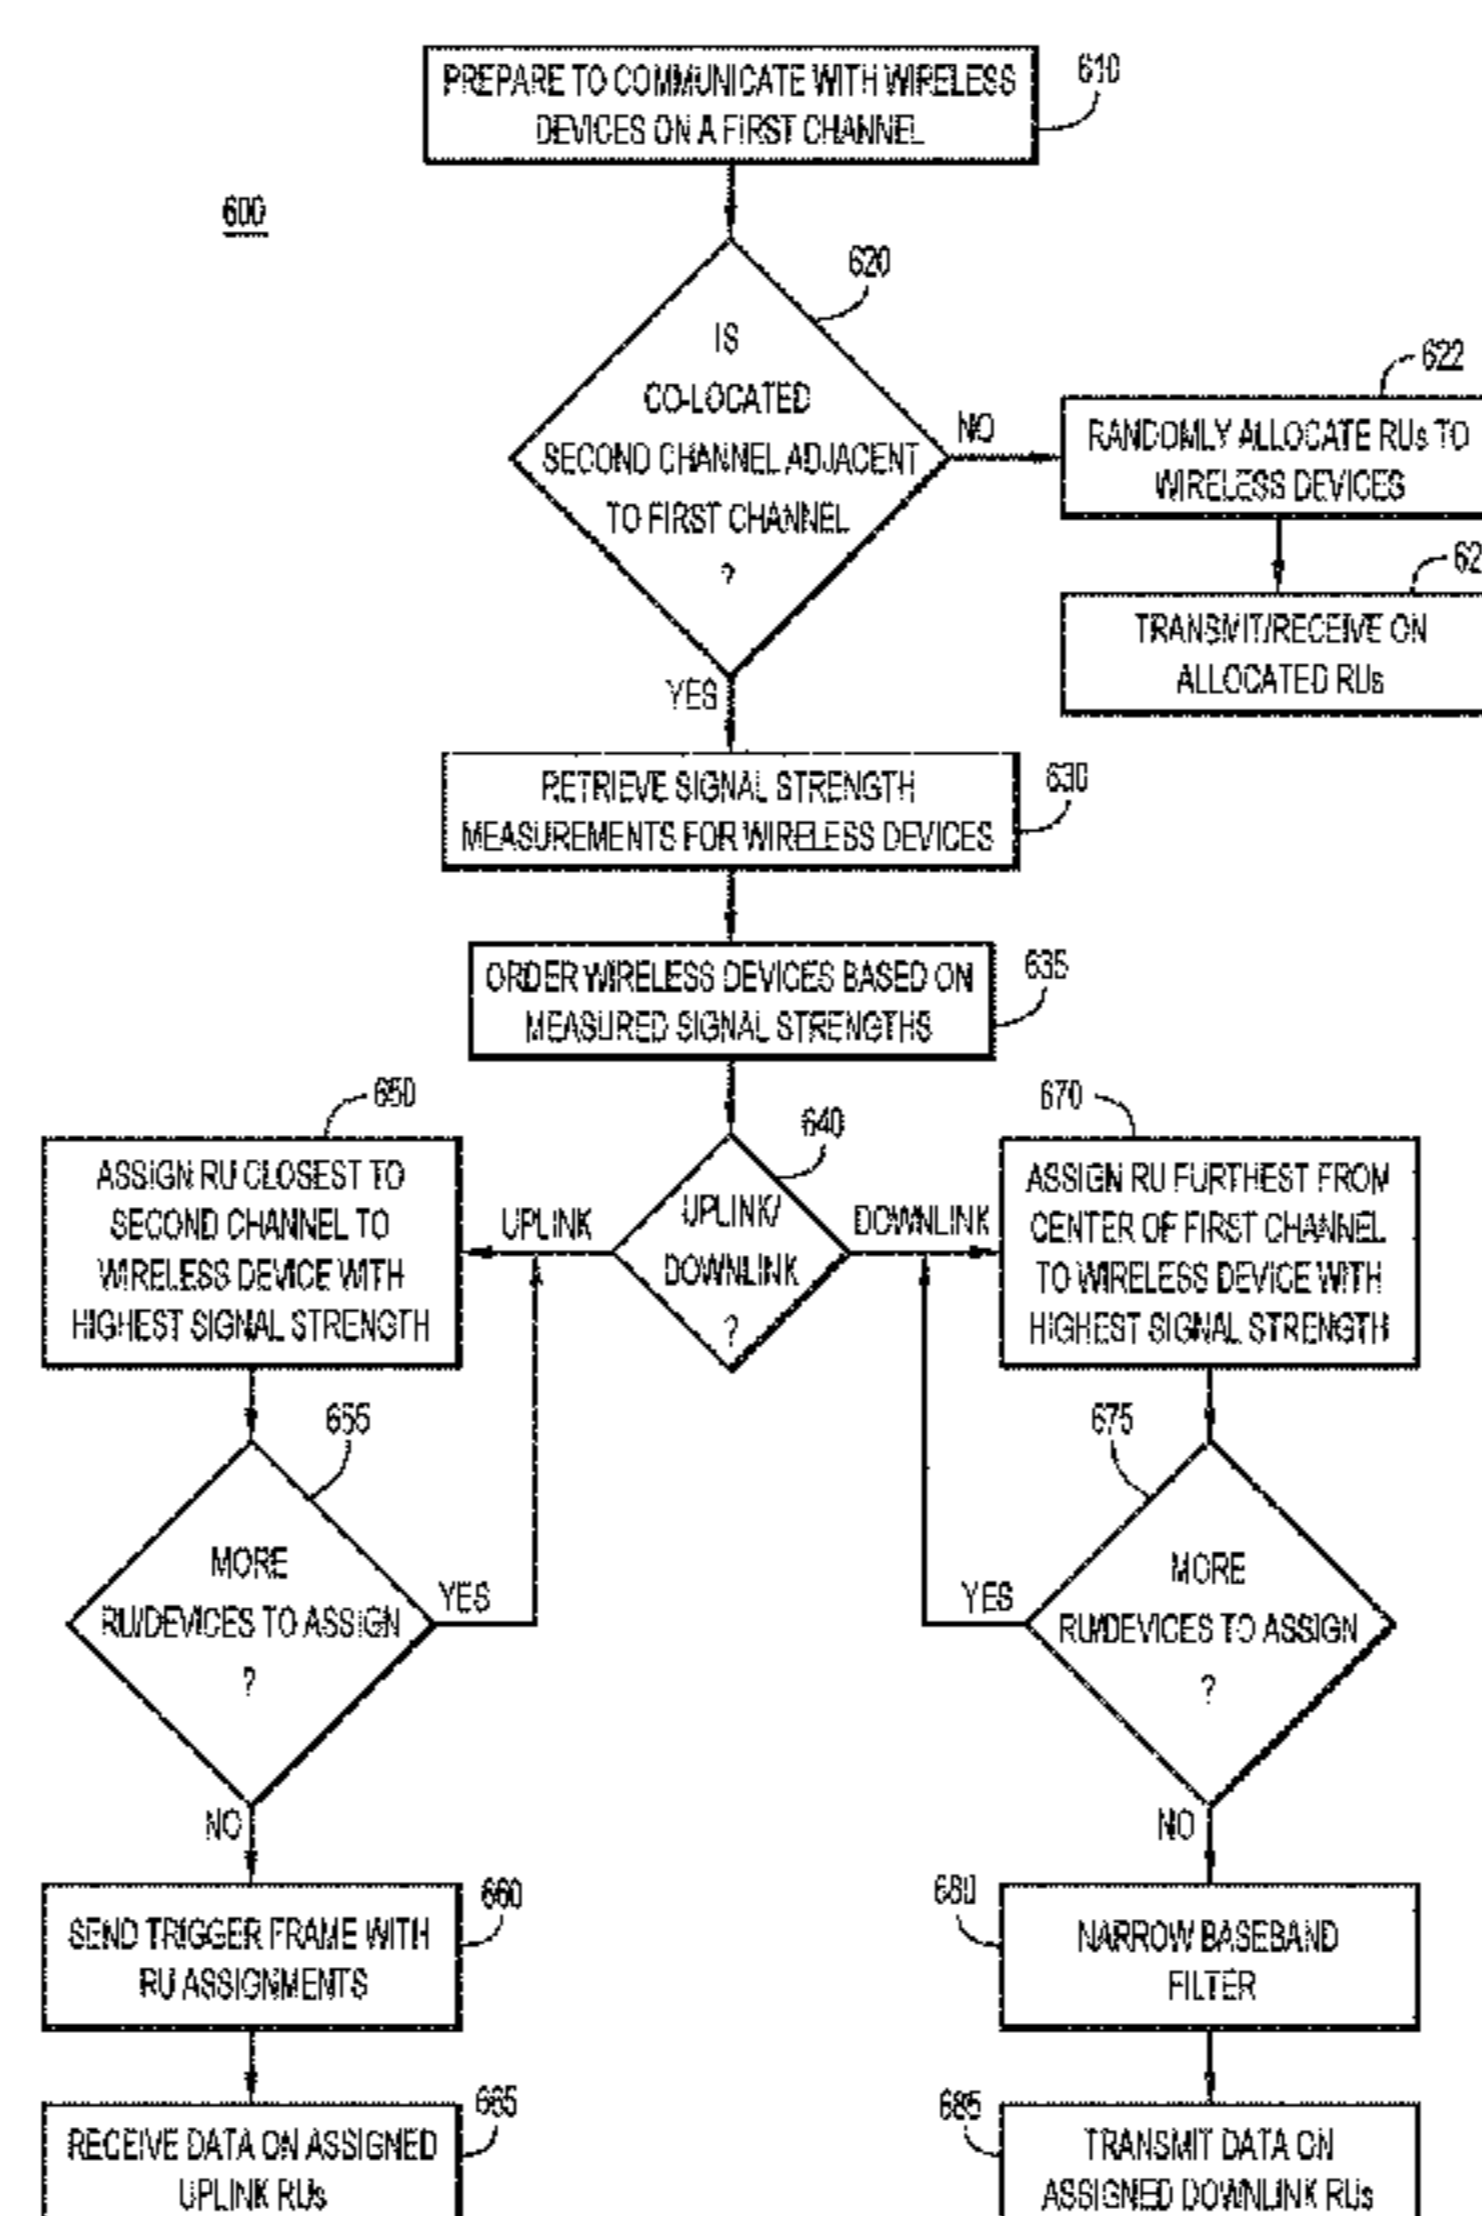 PREPARE TO COMMUNICATE WITH WIRELESS
DEVICES ON A FIRST CHANNEL
610
600
620
IS
CO-LOCATED
SECOND CHANNEL ADJACENT
TO FIRST CHANNEL
?
NO
622
RANDOMLY ALLOCATE RUs TO
WIRELESS DEVICES
62
TRANSMIT/RECEIVE ON
ALLOCATED RUs
YES
RETRIEVE SIGNAL STRENGTH
MEASUREMENTS FOR WIRELESS DEVICES
630
ORDER WIRELESS DEVICES BASED ON
MEASURED SIGNAL STRENGTHS
635
640
UPLINK/
DOWNLINK
?
UPLINK
DOWNLINK
650
ASSIGN RU CLOSEST TO
SECOND CHANNEL TO
WIRELESS DEVICE WITH
HIGHEST SIGNAL STRENGTH
655
MORE
RU/DEVICES TO ASSIGN
?
YES
NO
660
SEND TRIGGER FRAME WITH
RU ASSIGNMENTS
665
RECEIVE DATA ON ASSIGNED
UPLINK RUs
670
ASSIGN RU FURTHEST FROM
CENTER OF FIRST CHANNEL
TO WIRELESS DEVICE WITH
HIGHEST SIGNAL STRENGTH
675
MORE
RU/DEVICES TO ASSIGN
?
YES
NO
680
NARROW BASEBAND
FILTER
685
TRANSMIT DATA ON
ASSIGNED DOWNLINK RUs